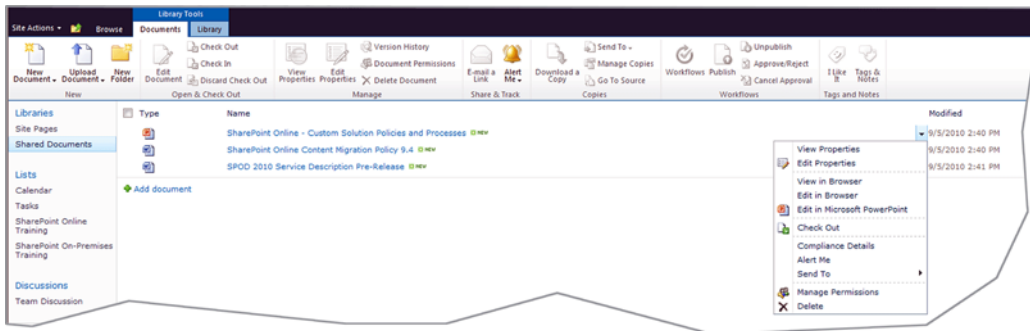 Library Tools
Site Actions Browse Documents Library
New Document
Upload Document
New Folder
New
Edit Document
Check Out
Check In
Discard Check Out
Open & Check Out
View Properties
Edit Properties
Version History
Document Permissions
Delete Document
Manage
E-mail a Link
Alert Me
Share & Track
Download a Copy
Send To
Manage Copies
Go To Source
Copies
Workflows
Publish
Unpublish
Approve/Reject
Cancel Approval
Workflows
I Like It
Tags & Notes
Tags and Notes
Libraries
Site Pages
Shared Documents
Lists
Calendar
Tasks
SharePoint Online
Training
SharePoint On-Premises
Training
Discussions
Team Discussion
Type Name Modified
SharePoint Online - Custom Solution Policies and Processes NEW 9/5/2010 2:40 PM
SharePoint Online Content Migration Policy 9.4 NEW 9/5/2010 2:40 PM
SPOD 2010 Service Description Pre-Release NEW 9/5/2010 2:41 PM
Add document
View Properties
Edit Properties
View in Browser
Edit in Browser
Edit in Microsoft PowerPoint
Check Out
Compliance Details
Alert Me
Send To
Manage Permissions
Delete